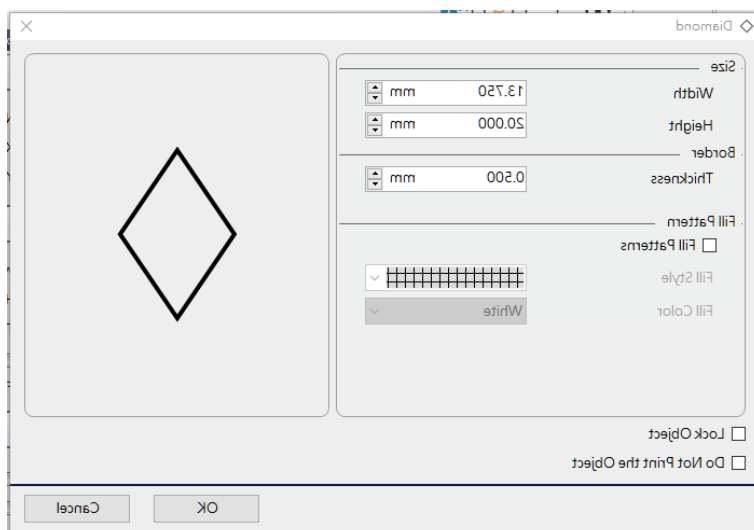 Diamond
Size
Width 13.750 mm
Height 20.000 mm
Border
Thickness 0.500 mm
Fill Pattern
Fill Patterns
Fill Style
Fill Color White
Lock Object
Do Not Print the Object
OK Cancel